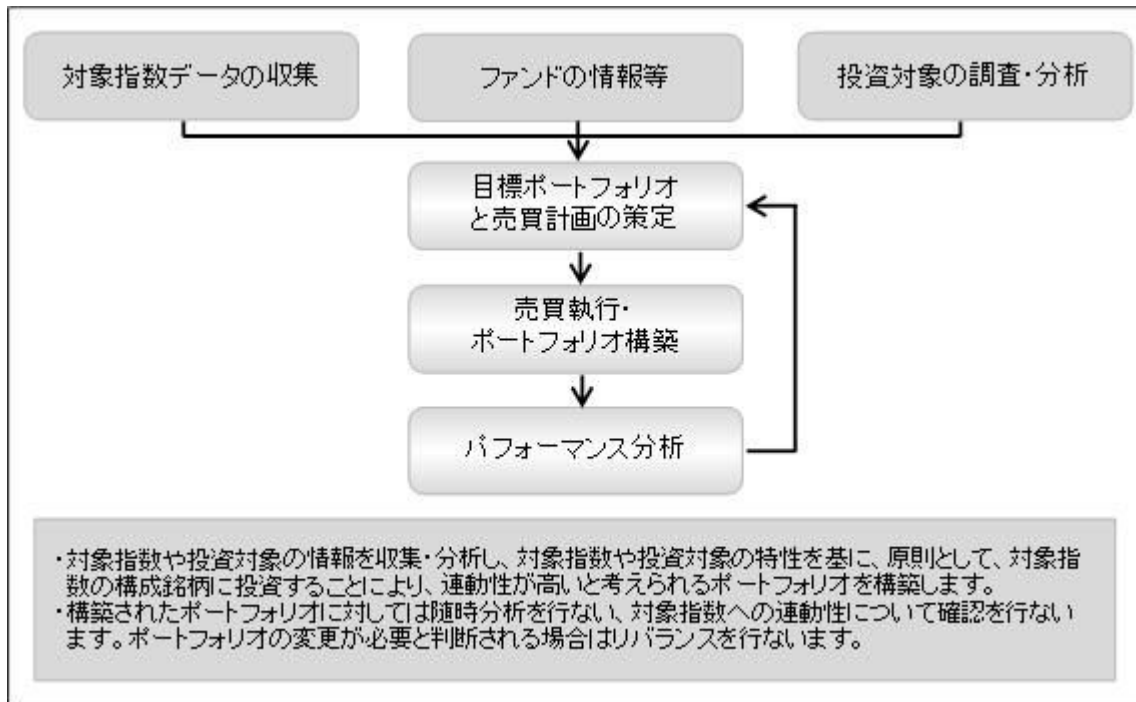 対象指数データの収集
ファンドの情報等
投資対象の調査・分析
目標ポートフォリオ
と売買計画の策定
売買執行・
ポートフォリオ構築
パフォーマンス分析
・対象指数や投資対象の情報を収集・分析し、対象指数や投資対象の特性を基に、原則として、対象指
数の構成銘柄に投資することにより、連動性が高いと考えられるポートフォリオを構築します。
・構築されたポートフォリオに対しては随時分析を行ない、対象指数への連動性について確認を行ない
ます。ポートフォリオの変更が必要と判断される場合はリバランスを行ないます。